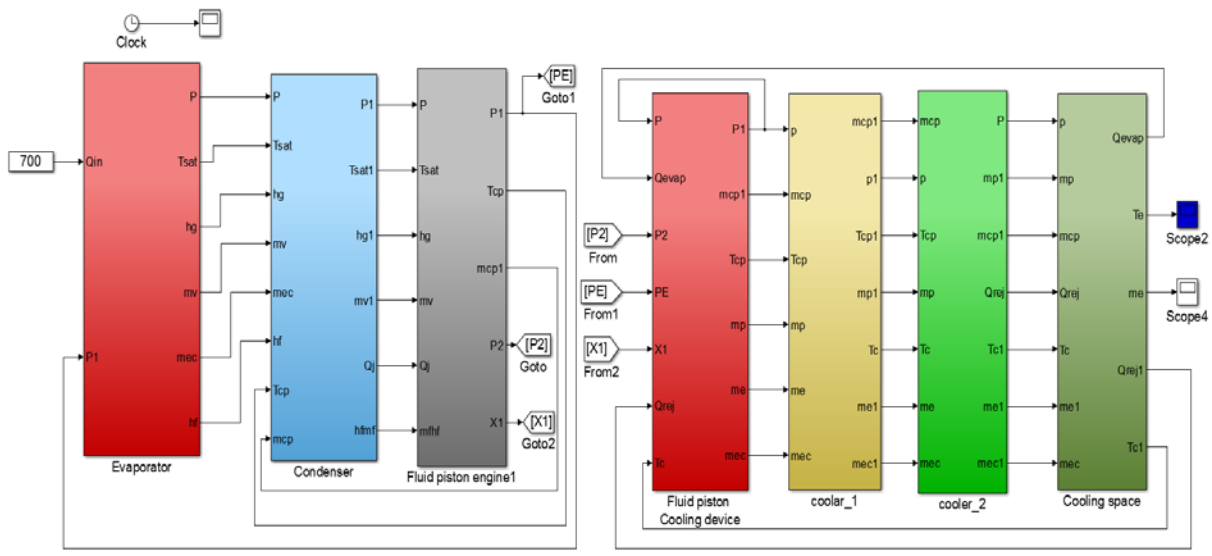 Clock
700
Qin
P1
P
Tsat
hg
mv
mec
hf
Evaporator
P
Tsat
hg
mv
mec
hf
Tcp
mcp
P1
Tsat1
hg1
mv1
Qj
hfmf
Condenser
P
Tsat
hg
mv
Qj
mfhf
P1
Tcp
mcp1
P2
X1
Fluid piston engine1
[PE]
Goto1
[P2]
Goto
[X1]
Goto2
[P2]
From
[PE]
From1
[X1]
From2
P
Qevap
P2
PE
X1
Qrej
Tc
P1
mcp1
Tcp
mp
me
mec
Fluid piston
Cooling device
p
mcp
Tcp
mp
me
mec
mcp1
p1
Tcp1
mp1
Tc
me1
mec1
coolar_1
mcp
p
Tcp
mp
Tc
me
mec
P
mp1
mcp1
Qrej
Tc1
me1
mec1
cooler_2
p
mp
mcp
Qrej
Tc
me1
mec
Qevap
Te
me
Qrej1
Tc1
Cooling space
Scope2
Scope4